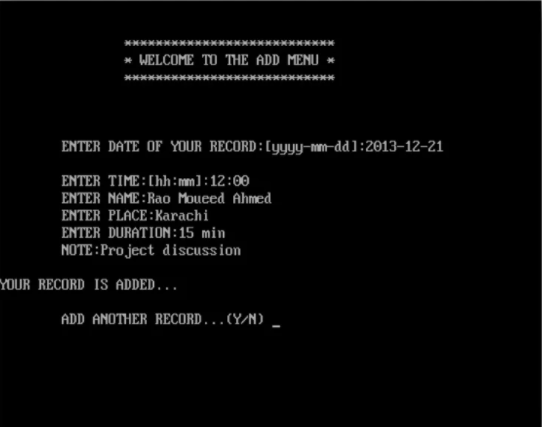 ***************************
* WELCOME TO THE ADD MENU *
***************************
ENTER DATE OF YOUR RECORD:[yyyy-mm-dd]:2013-12-21
ENTER TIME:[hh:mm]:12:00
ENTER NAME:Rao Moueed Ahmed
ENTER PLACE:Karachi
ENTER DURATION:15 min
NOTE:Project discussion
YOUR RECORD IS ADDED...
ADD ANOTHER RECORD...(Y/N) _